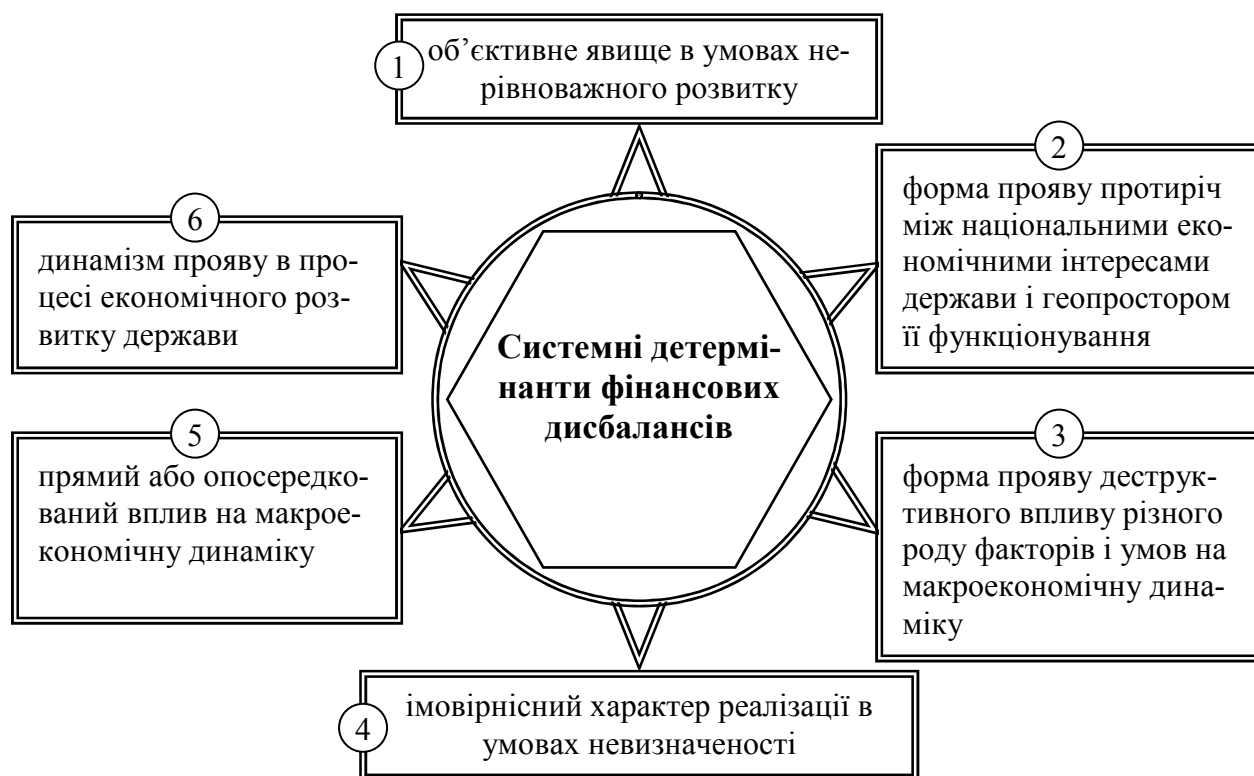 1
об’єктивне явище в умовах не-
рівноважного розвитку
2
форма прояву протиріч
між національними еко-
номічними інтересами
держави і геопростором
її функціонування
6
динамізм прояву в про-
цесі економічного роз-
витку держави
Системні детермі-
нанти фінансових
дисбалансів
5
прямий або опосередко-
ваний вплив на макрое-
кономічну динаміку
3
форма прояву деструк-
тивного впливу різного
роду факторів і умов на
макроекономічну дина-
міку
4
імовірнісний характер реалізації в
умовах невизначеності